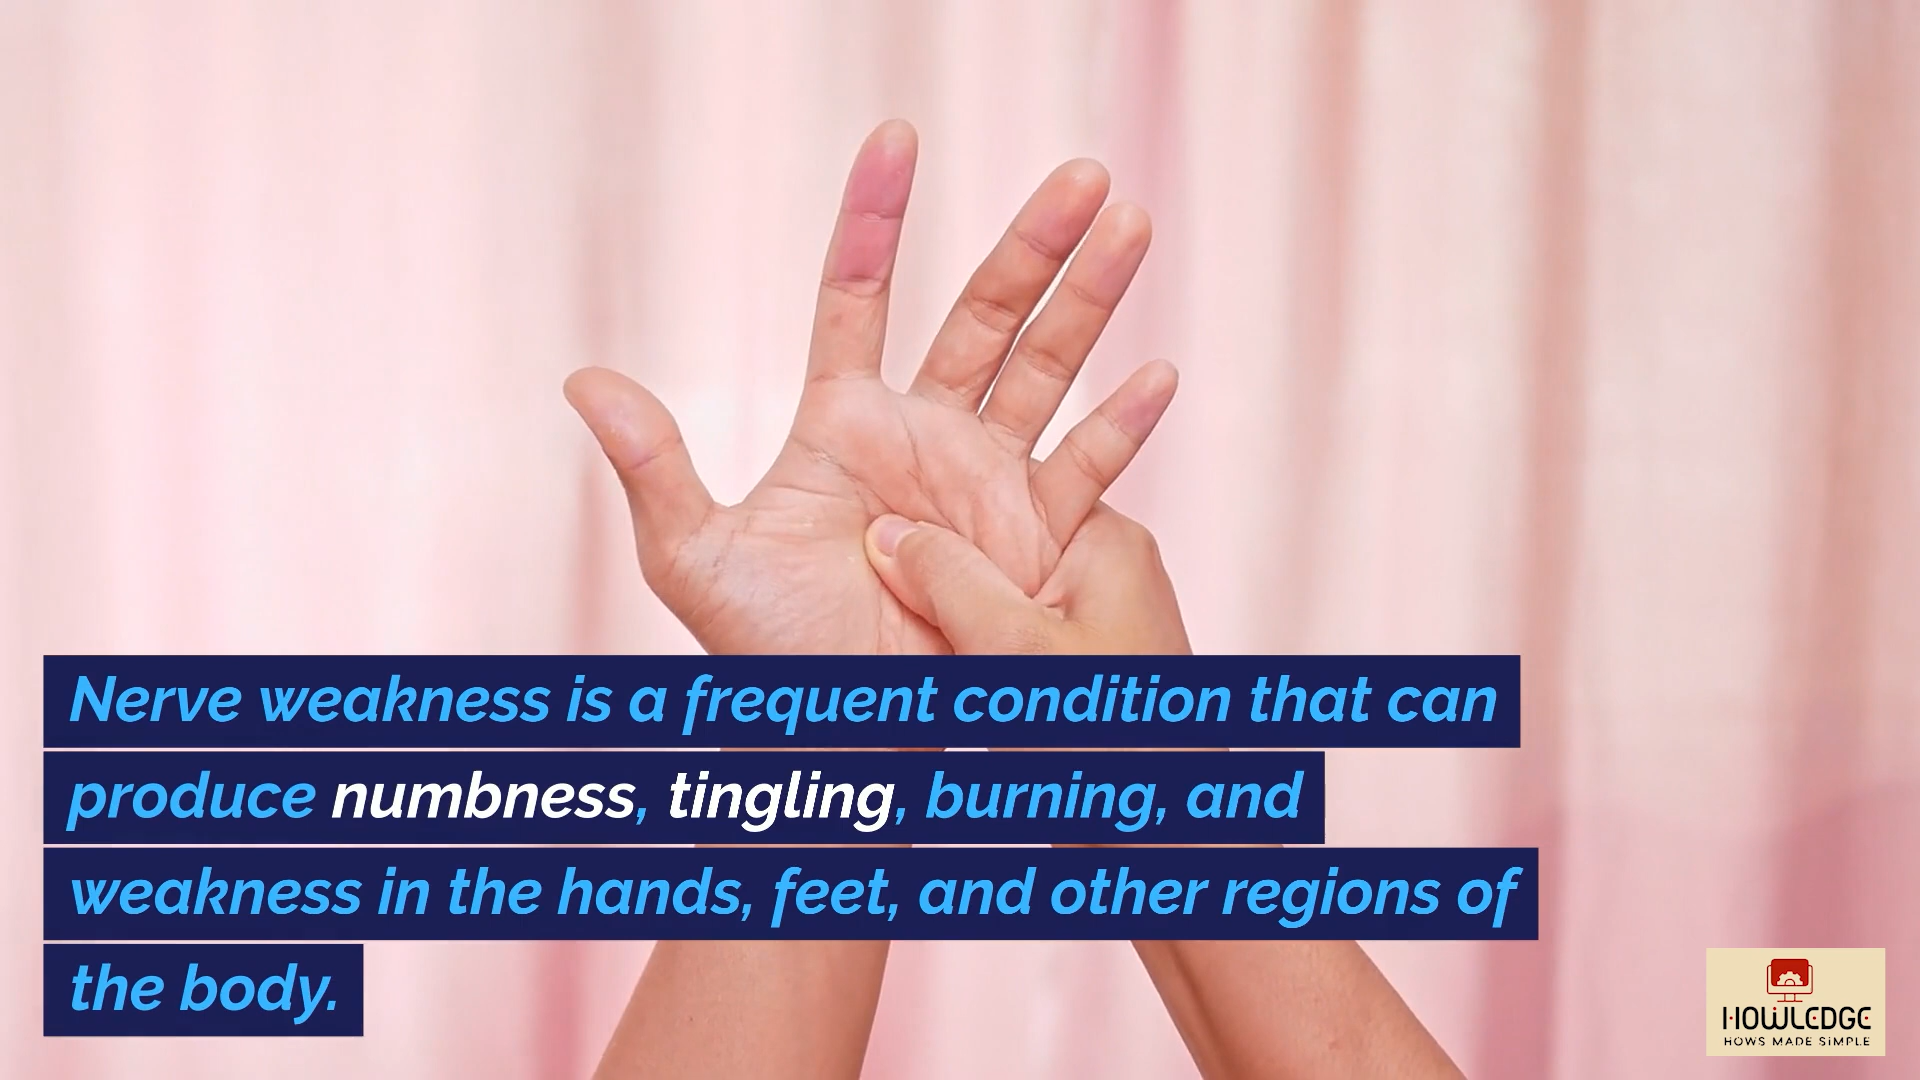 Nerve weakness is a frequent condition that can
produce numbness, tingling, burning, and
weakness in the hands, feet, and other regions of
the body.
HOWLEDGE
HOWS MADE SiMPLE